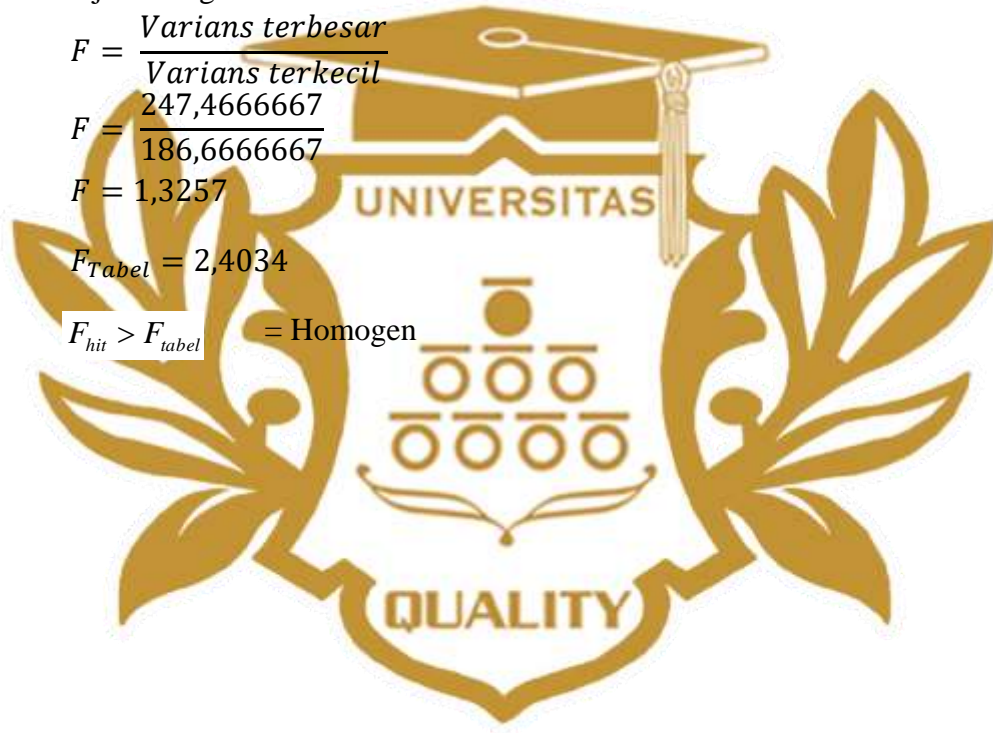 F = Varians terbesar / Varians terkecil
F = 247,4666667 / 186,6666667
F = 1,3257
UNIVERSITAS
F_Tabel = 2,4034
F_hit > F_tabel = Homogen
QUALITY